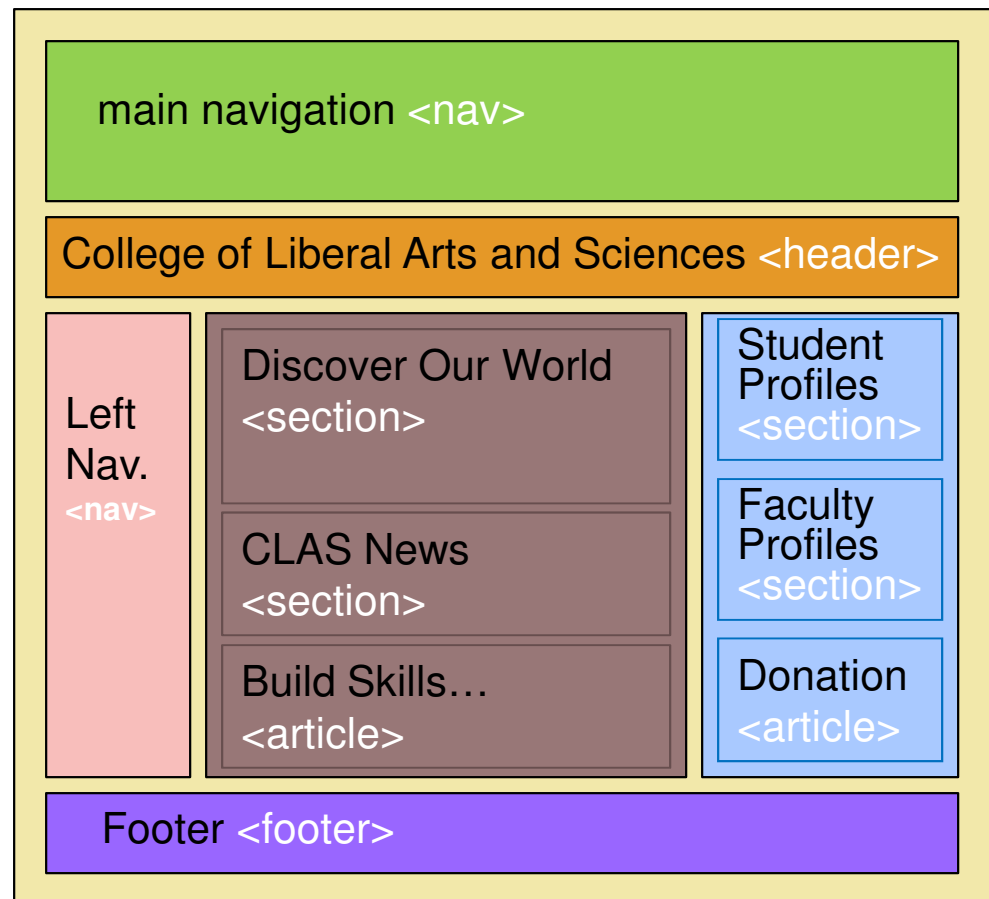 main navigation <nav>
College of Liberal Arts and Sciences <header>
Left
Nav.
<nav>
Discover Our World
<section>
CLAS News
<section>
Build Skills…
<article>
Student
Profiles
<section>
Faculty
Profiles
<section>
Donation
<article>
Footer <footer>